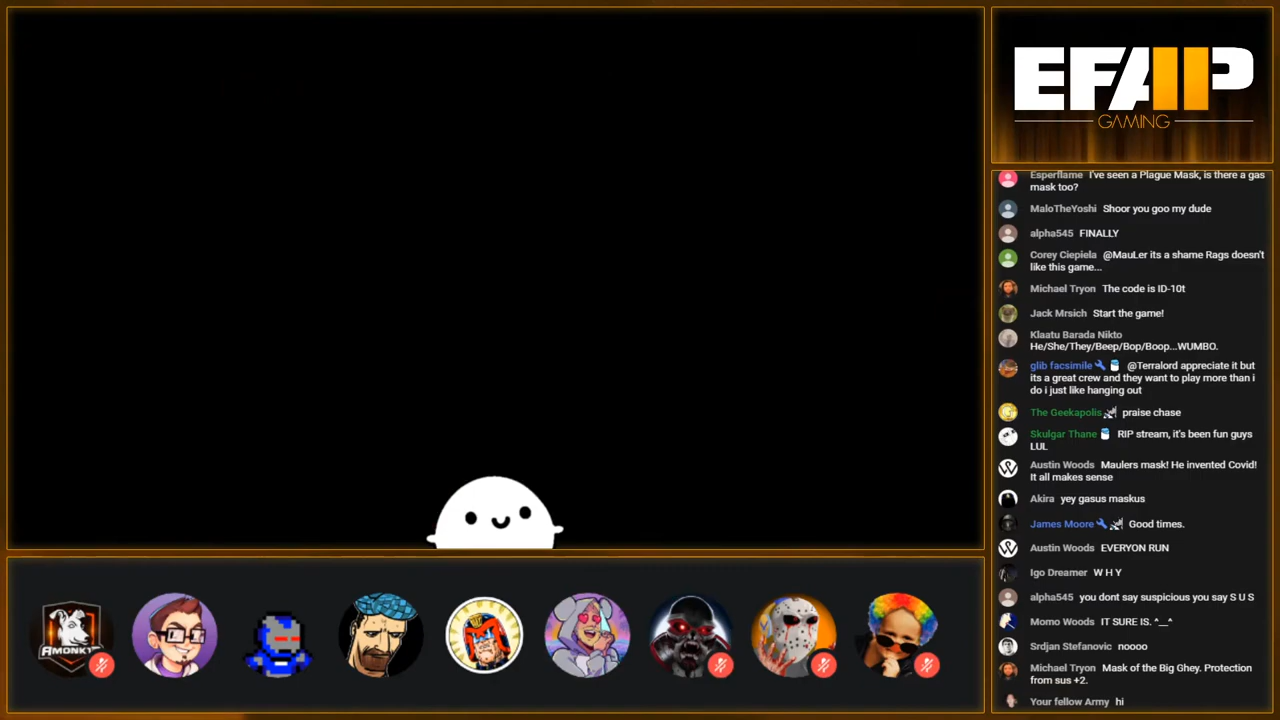 EFAP
GAMING
Esperflame I've seen a Plague Mask, is there a gas
mask too?
MaloTheYoshi Shoor you goo my dude
alpha545 FINALLY
Corey Ciepiela @MauLer its a shame Rags doesn't
like this game...
Michael Tryon The code is ID-10t
Jack Mrsich Start the game!
Klaatu Barada Nikto
He/She/They/Beep/Bop/Boop...WUMBO.
glib facsimile @Terralord appreciate it but
its a great crew and they want to play more than i
do i just like hanging out
The Geekapolis praise chase
Skulgar Thane RIP stream, it's been fun guys
LUL
Austin Woods Maulers mask! He invented Covid!
It all makes sense
Akira yey gasus maskus
James Moore Good times.
Austin Woods EVERYON RUN
Igo Dreamer W H Y
alpha545 you dont say suspicious you say S U S
Momo Woods IT SURE IS. ^__^
Srdjan Stefanovic noooo
Michael Tryon Mask of the Big Ghey. Protection
from sus +2.
Your fellow Army hi
AMONKY